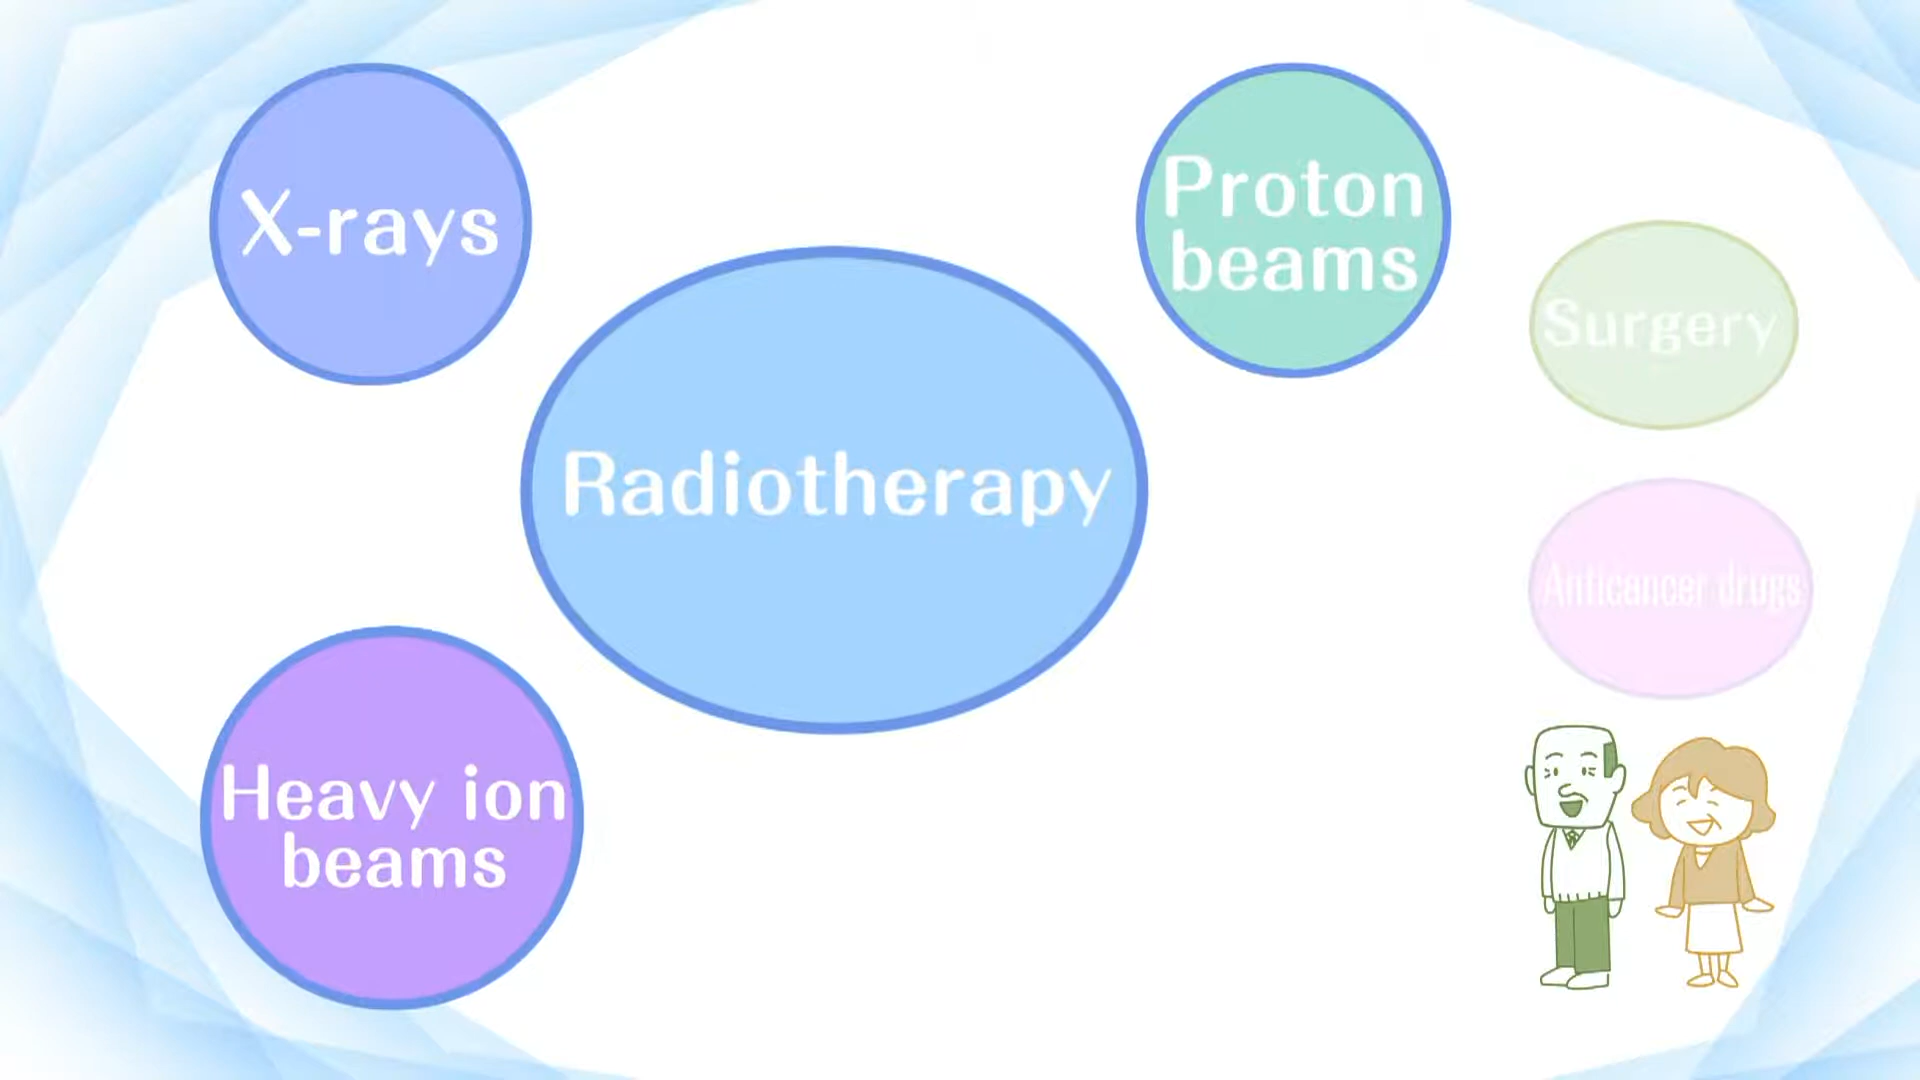 X-rays
Proton
beams
Surgery
Radiotherapy
Anticancer drugs
Heavy ion
beams